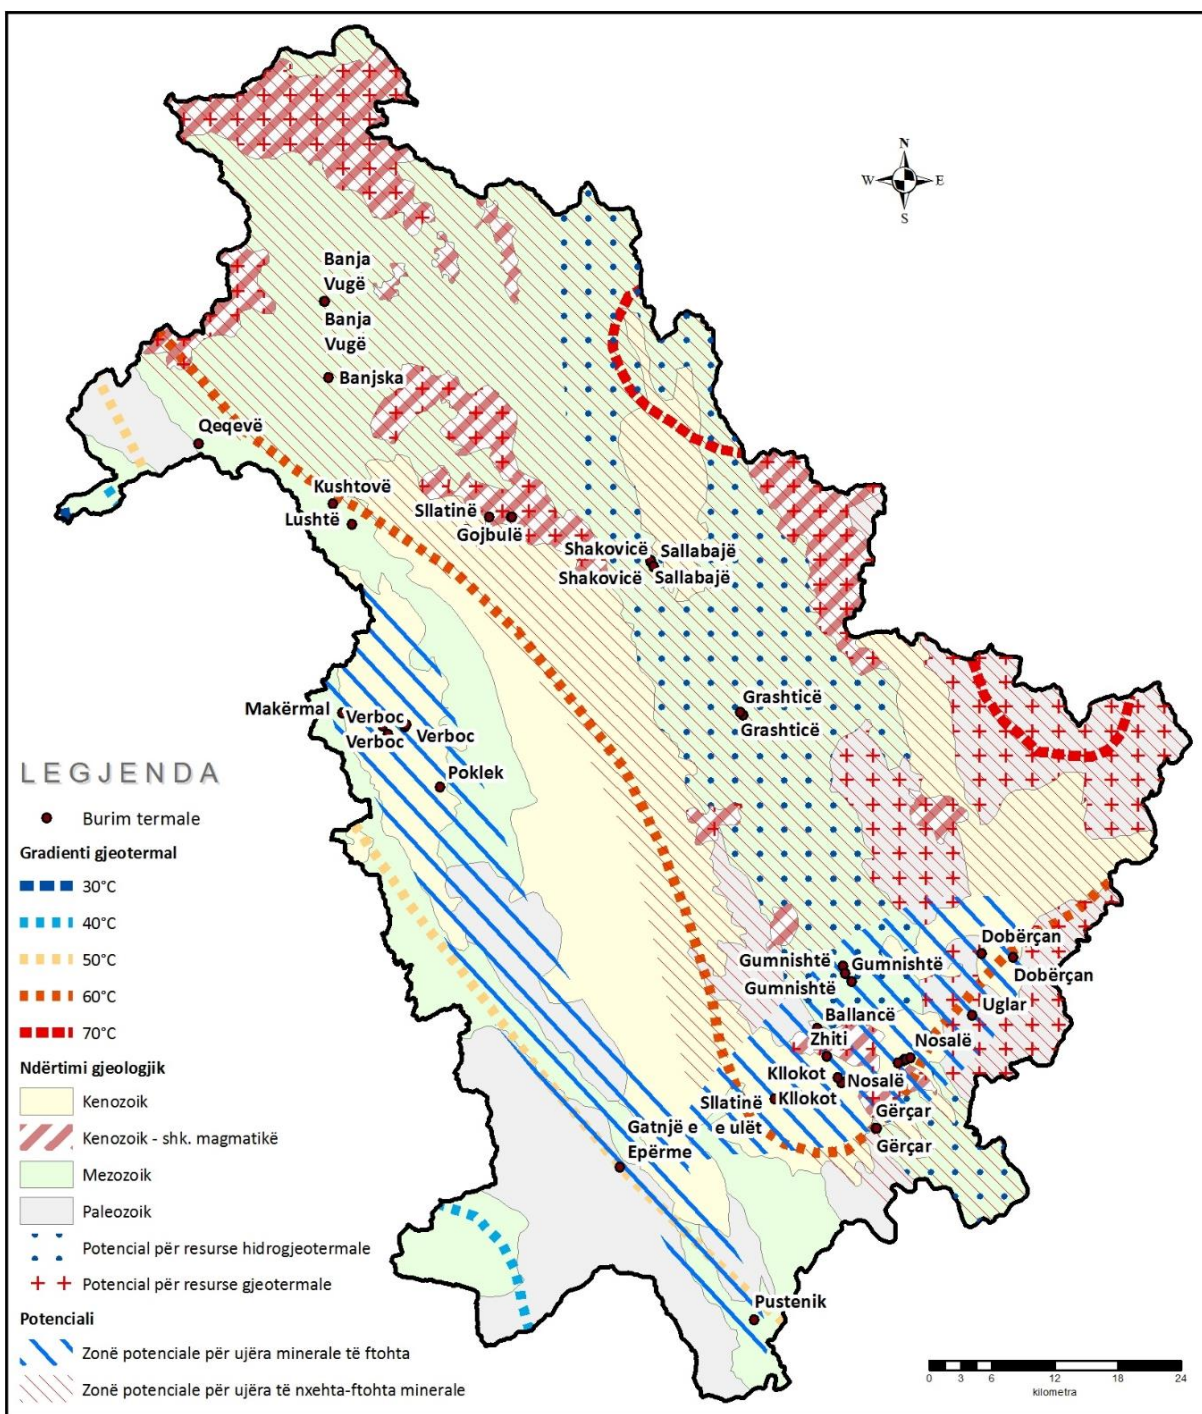 N
W
E
S
Banja
Vugë
Banja
Vugë
Banjska
Qeqevë
Kushtovë
Lushtë
Sllatinë
Gojbulë
Shakovicë
Sallabajë
Shakovicë
Sallabajë
Makërmal
Verboc
Verboc
Verboc
Grashticë
Grashticë
Poklek
Dobërçan
Dobërçan
Gumnishtë
Gumnishtë
Gumnishtë
Uglar
Ballancë
Zhiti
Nosalë
Kllokot
Nosalë
Sllatinë
Kllokot
e ulët
Gërçar
Gërçar
Gatnjë e
Epërme
Pustenik
LEGJENDA
Burim termale
Gradienti gjeotermal
30°C
40°C
50°C
60°C
70°C
Ndërtimi gjeologjik
Kenozoik
Kenozoik - shk. magmatikë
Mezozoik
Paleozoik
Potencial për resurse hidrogjeotermale
Potencial për resurse gjeotermale
Potenciali
Zonë potenciale për ujëra minerale të ftohta
Zonë potenciale për ujëra të nxehta-ftohta minerale
0 3 6 12 18 24
kilometra